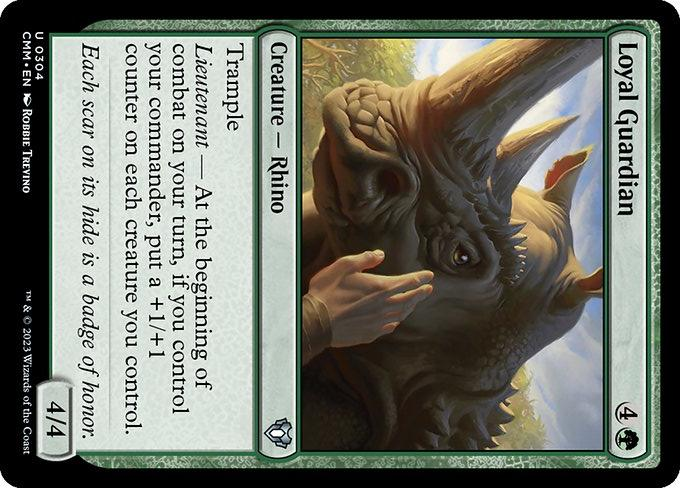 Loyal Guardian 4
Creature — Rhino
Trample
Lieutenant — At the beginning of
combat on your turn, if you control
your commander, put a +1/+1
counter on each creature you control.
Each scar on its hide is a badge of honor.
4/4
U 0304
CMM • EN Robbie Trevino
™ & © 2023 Wizards of the Coast